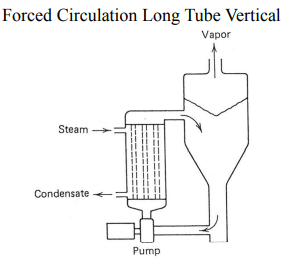 Forced Circulation Long Tube Vertical
Vapor
Steam
Condensate
Pump